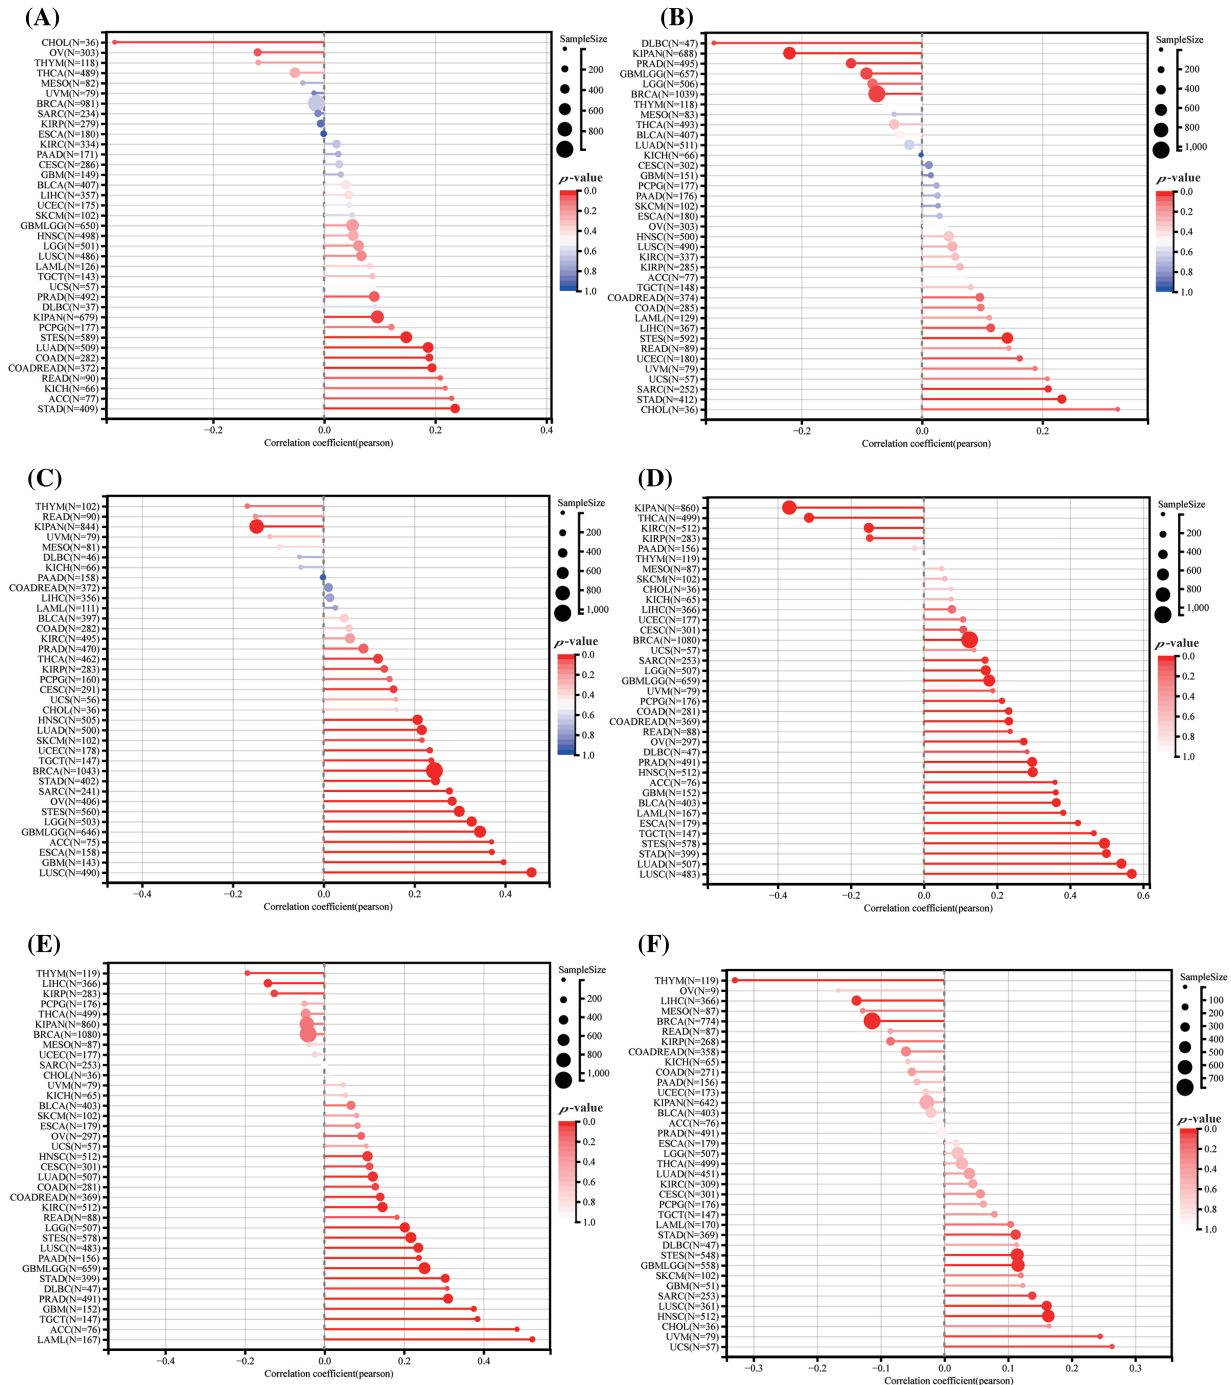 (A)
CHOL(N=36)
OV(N=303)
THYM(N=118)
THCA(N=489)
MESO(N=82)
UVM(N=79)
BRCA(N=981)
SARC(N=234)
KIRP(N=279)
ESCA(N=180)
KIRC(N=334)
PAAD(N=171)
CESC(N=286)
GBM(N=149)
BLCA(N=407)
LIHC(N=357)
UCEC(N=175)
SKCM(N=102)
GBMLGG(N=650)
HNSC(N=498)
LGG(N=501)
LUSC(N=486)
LAML(N=126)
TGCT(N=143)
UCS(N=57)
PRAD(N=492)
DLBC(N=37)
KIPAN(N=679)
PCPG(N=177)
STES(N=589)
LUAD(N=509)
COAD(N=282)
COADREAD(N=372)
READ(N=90)
KICH(N=66)
ACC(N=77)
STAD(N=409)
−0.2 0.0 0.2 0.4
Correlation coefficient(pearson)
SampleSize
200
400
600
800
p-value
0.0
0.2
0.4
0.6
0.8
1.0
(B)
DLBC(N=47)
KIPAN(N=688)
PRAD(N=495)
GBMLGG(N=657)
LGG(N=506)
BRCA(N=1039)
THYM(N=118)
MESO(N=83)
THCA(N=493)
BLCA(N=407)
LUAD(N=511)
KICH(N=66)
CESC(N=302)
GBM(N=151)
PCPG(N=177)
PAAD(N=176)
SKCM(N=102)
ESCA(N=180)
OV(N=303)
HNSC(N=500)
LUSC(N=490)
KIRC(N=337)
KIRP(N=285)
ACC(N=77)
TGCT(N=148)
COADREAD(N=374)
COAD(N=285)
LAML(N=129)
LIHC(N=367)
STES(N=592)
READ(N=89)
UCEC(N=180)
UVM(N=79)
UCS(N=57)
SARC(N=252)
STAD(N=412)
CHOL(N=36)
−0.2 0.0 0.2
Correlation coefficient(pearson)
SampleSize
200
400
600
800
1,000
p-value
0.0
0.2
0.4
0.6
0.8
1.0
(C)
THYM(N=102)
READ(N=90)
KIPAN(N=844)
UVM(N=79)
MESO(N=81)
DLBC(N=46)
KICH(N=66)
PAAD(N=158)
COADREAD(N=372)
LIHC(N=356)
LAML(N=111)
BLCA(N=397)
COAD(N=282)
KIRC(N=495)
PRAD(N=470)
THCA(N=462)
KIRP(N=283)
PCPG(N=160)
CESC(N=291)
UCS(N=56)
CHOL(N=36)
HNSC(N=505)
LUAD(N=500)
SKCM(N=102)
UCEC(N=178)
TGCT(N=147)
BRCA(N=1043)
STAD(N=402)
SARC(N=241)
OV(N=406)
STES(N=560)
LGG(N=503)
GBMLGG(N=646)
ACC(N=75)
ESCA(N=158)
GBM(N=143)
LUSC(N=490)
−0.4 −0.2 0.0 0.2 0.4
Correlation coefficient(pearson)
SampleSize
200
400
600
800
1,000
p-value
0.0
0.2
0.4
0.6
0.8
1.0
(D)
KIPAN(N=860)
THCA(N=499)
KIRC(N=512)
KIRP(N=283)
PAAD(N=156)
THYM(N=119)
MESO(N=87)
SKCM(N=102)
CHOL(N=36)
KICH(N=65)
LIHC(N=366)
UCEC(N=177)
CESC(N=301)
BRCA(N=1080)
UCS(N=57)
SARC(N=253)
LGG(N=507)
GBMLGG(N=659)
UVM(N=79)
PCPG(N=176)
COAD(N=281)
COADREAD(N=369)
READ(N=88)
OV(N=297)
DLBC(N=47)
PRAD(N=491)
HNSC(N=512)
ACC(N=76)
GBM(N=152)
BLCA(N=403)
LAML(N=167)
ESCA(N=179)
TGCT(N=147)
STES(N=578)
STAD(N=399)
LUAD(N=507)
LUSC(N=483)
−0.4 −0.2 0.0 0.2 0.4 0.6
Correlation coefficient(pearson)
SampleSize
200
400
600
800
1,000
p-value
0.0
0.2
0.4
0.6
0.8
1.0
(E)
THYM(N=119)
LIHC(N=366)
KIRP(N=283)
PCPG(N=176)
THCA(N=499)
KIPAN(N=860)
BRCA(N=1080)
MESO(N=87)
UCEC(N=177)
SARC(N=253)
CHOL(N=36)
UVM(N=79)
KICH(N=65)
BLCA(N=403)
SKCM(N=102)
ESCA(N=179)
OV(N=297)
UCS(N=57)
HNSC(N=512)
CESC(N=301)
LUAD(N=507)
COAD(N=281)
COADREAD(N=369)
KIRC(N=512)
READ(N=88)
LGG(N=507)
STES(N=578)
LUSC(N=483)
PAAD(N=156)
GBMLGG(N=659)
STAD(N=399)
DLBC(N=47)
PRAD(N=491)
GBM(N=152)
TGCT(N=147)
ACC(N=76)
LAML(N=167)
−0.4 −0.2 0.0 0.2 0.4
Correlation coefficient(pearson)
SampleSize
200
400
600
800
1,000
p-value
0.0
0.2
0.4
0.6
0.8
1.0
(F)
THYM(N=119)
OV(N=9)
LIHC(N=366)
MESO(N=87)
BRCA(N=774)
READ(N=87)
KIRP(N=268)
COADREAD(N=358)
KICH(N=65)
COAD(N=271)
PAAD(N=156)
UCEC(N=173)
KIPAN(N=642)
BLCA(N=403)
ACC(N=76)
PRAD(N=491)
ESCA(N=179)
LGG(N=507)
THCA(N=499)
LUAD(N=451)
KIRC(N=309)
CESC(N=301)
PCPG(N=176)
TGCT(N=147)
LAML(N=170)
STAD(N=369)
DLBC(N=47)
STES(N=548)
GBMLGG(N=558)
SKCM(N=102)
GBM(N=51)
SARC(N=253)
LUSC(N=361)
HNSC(N=512)
CHOL(N=36)
UVM(N=79)
UCS(N=57)
−0.3 −0.2 −0.1 0.0 0.1 0.2 0.3
Correlation coefficient(pearson)
SampleSize
100
200
300
400
500
600
700
p-value
0.0
0.2
0.4
0.6
0.8
1.0